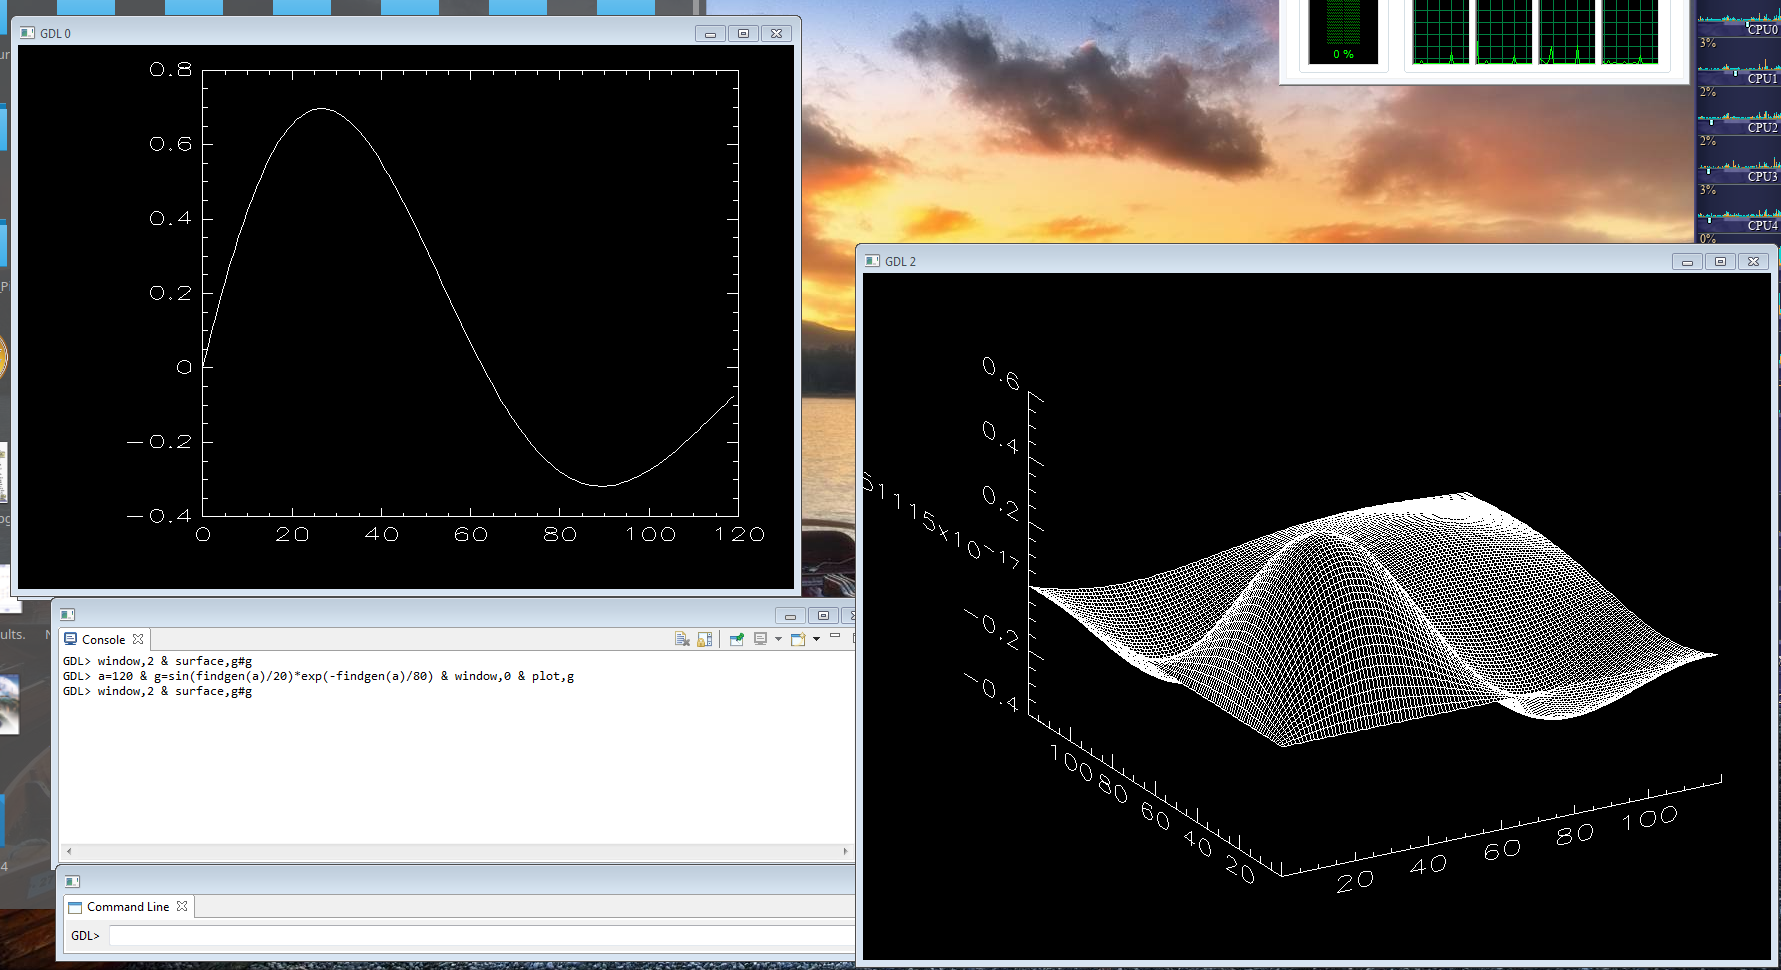 GDL 0
0.8
0.6
0.4
0.2
0
−0.2
−0.4
0 20 40 60 80 100 120
0 %
CPU0
3%
CPU1
2%
CPU2
2%
CPU3
3%
CPU4
0%
GDL 2
0.6
0.4
0.2
5115×10−17
−0.2
−0.4
100 80 60 40 20
20 40 60 80 100
Console
GDL> window,2 & surface,g#g
GDL> a=120 & g=sin(findgen(a)/20)*exp(-findgen(a)/80) & window,0 & plot,g
GDL> window,2 & surface,g#g
Command Line
GDL>
ults.
4